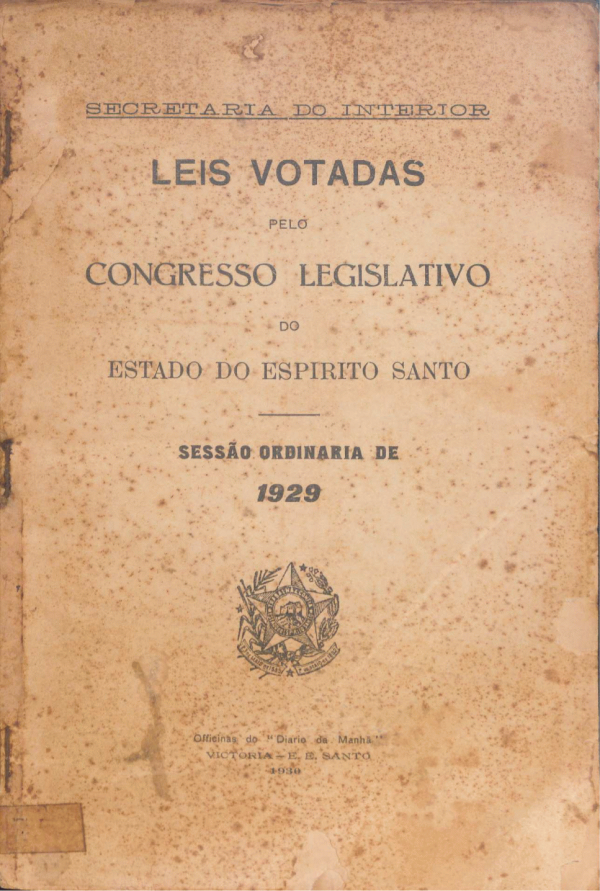 SECRETARIA DO INTERIOR
LEIS VOTADAS
PELO
CONGRESSO LEGISLATIVO
DO
ESTADO DO ESPIRITO SANTO
SESSÃO ORDINARIA DE
1929
Officinas do "Diario da Manhã"
VICTORIA – E. E. SANTO
1930